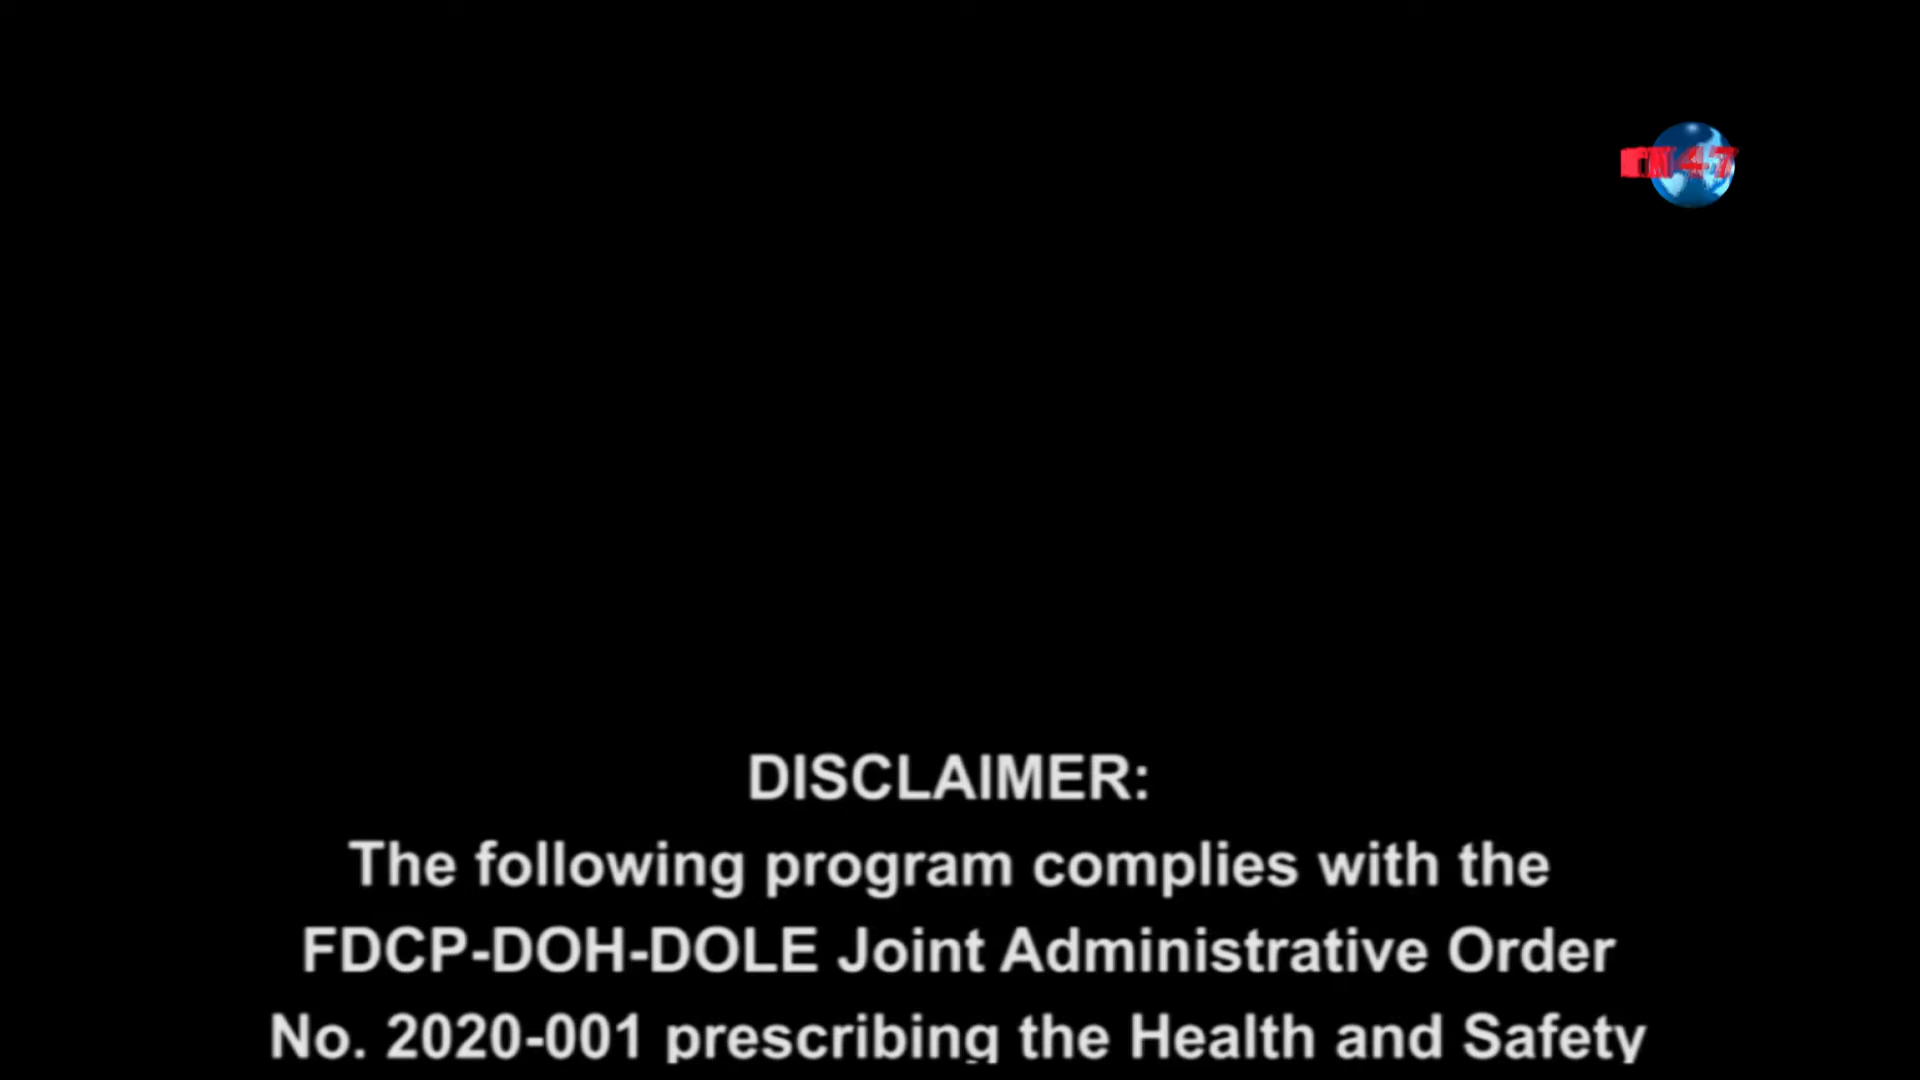 DISCLAIMER:
The following program complies with the
FDCP-DOH-DOLE Joint Administrative Order
No. 2020-001 prescribing the Health and Safety